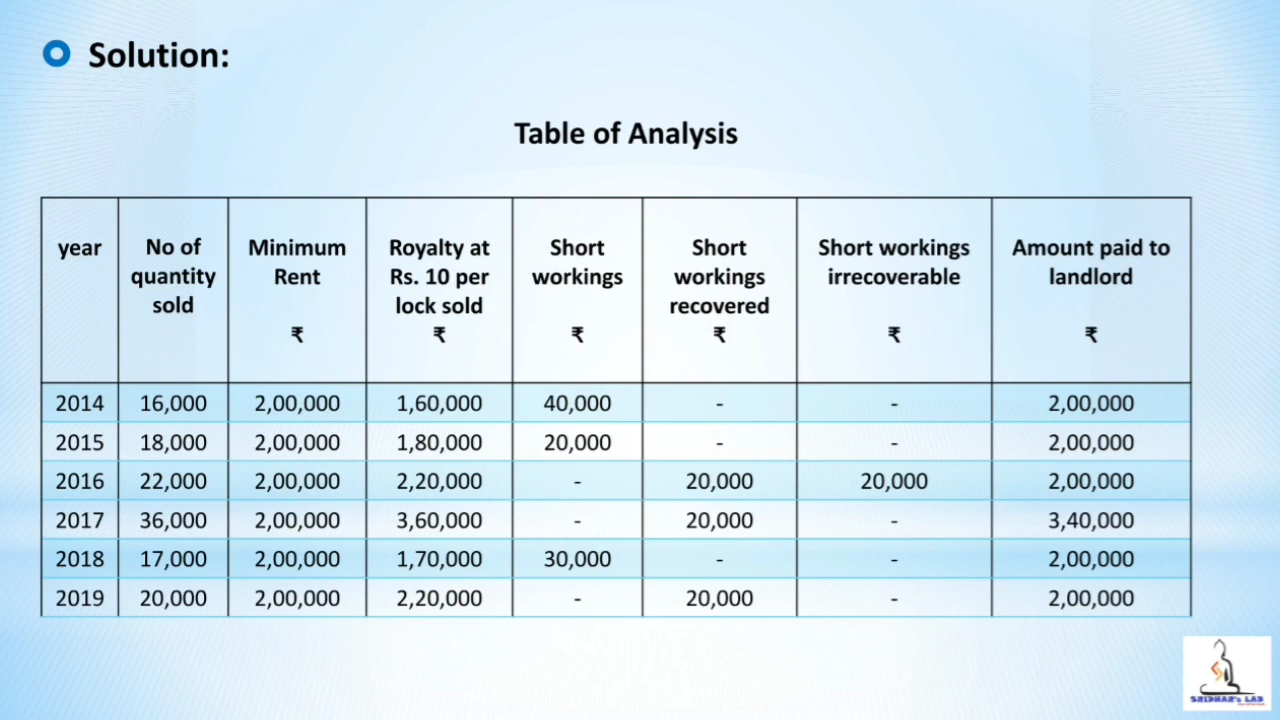 Solution:
Table of Analysis
year | No of quantity sold | Minimum Rent ₹ | Royalty at Rs. 10 per lock sold ₹ | Short workings ₹ | Short workings recovered ₹ | Short workings irrecoverable ₹ | Amount paid to landlord ₹
2014 | 16,000 | 2,00,000 | 1,60,000 | 40,000 | - | - | 2,00,000
2015 | 18,000 | 2,00,000 | 1,80,000 | 20,000 | - | - | 2,00,000
2016 | 22,000 | 2,00,000 | 2,20,000 | - | 20,000 | 20,000 | 2,00,000
2017 | 36,000 | 2,00,000 | 3,60,000 | - | 20,000 | - | 3,40,000
2018 | 17,000 | 2,00,000 | 1,70,000 | 30,000 | - | - | 2,00,000
2019 | 20,000 | 2,00,000 | 2,20,000 | - | 20,000 | - | 2,00,000
SRIDHAR's LAB